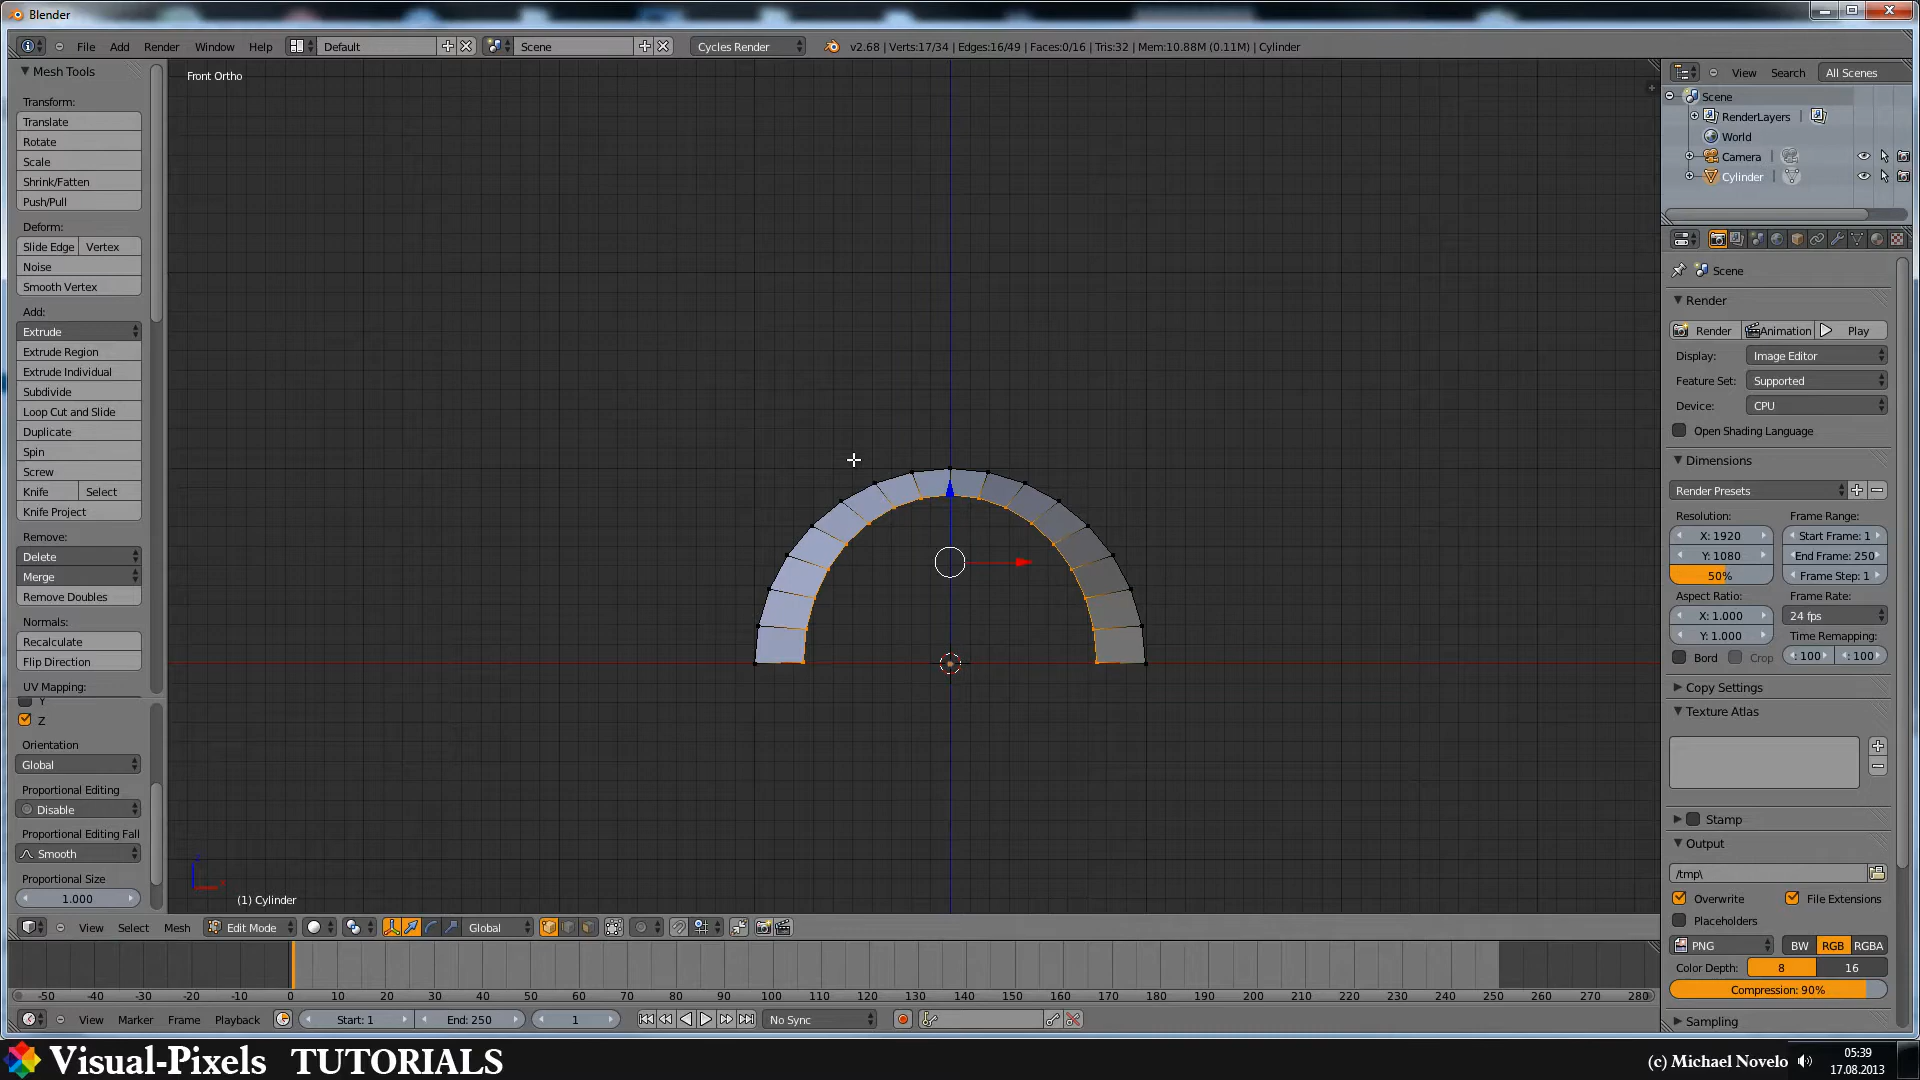 Blender
File Add Render Window Help Default Scene Cycles Render v2.68 | Verts:17/34 | Edges:16/49 | Faces:0/16 | Tris:32 | Mem:10.88M (0.11M) | Cylinder
Mesh Tools
Transform:
Translate
Rotate
Scale
Shrink/Fatten
Push/Pull
Deform:
Slide Edge Vertex
Noise
Smooth Vertex
Add:
Extrude
Extrude Region
Extrude Individual
Subdivide
Loop Cut and Slide
Duplicate
Spin
Screw
Knife Select
Knife Project
Remove:
Delete
Merge
Remove Doubles
Normals:
Recalculate
Flip Direction
UV Mapping:
Y
Z
Orientation
Global
Proportional Editing
Disable
Proportional Editing Fall
Smooth
Proportional Size
1.000
Front Ortho
(1) Cylinder
View Select Mesh Edit Mode Global
-50 -40 -30 -20 -10 0 10 20 30 40 50 60 70 80 90 100 110 120 130 140 150 160 170 180 190 200 210 220 230 240 250 260 270 280
View Marker Frame Playback Start: 1 End: 250 1 No Sync
View Search All Scenes
Scene
RenderLayers
World
Camera
Cylinder
Scene
Render
Render Animation Play
Display: Image Editor
Feature Set: Supported
Device: CPU
Open Shading Language
Dimensions
Render Presets
Resolution: Frame Range:
X: 1920 Start Frame: 1
Y: 1080 End Frame: 250
50% Frame Step: 1
Aspect Ratio: Frame Rate:
X: 1.000 24 fps
Y: 1.000 Time Remapping:
Bord Crop : 100 : 100
Copy Settings
Texture Atlas
Stamp
Output
/tmp\
Overwrite File Extensions
Placeholders
PNG BW RGB RGBA
Color Depth: 8 16
Compression: 90%
Sampling
Visual-Pixels TUTORIALS
(c) Michael Novelo
05:39
17.08.2013